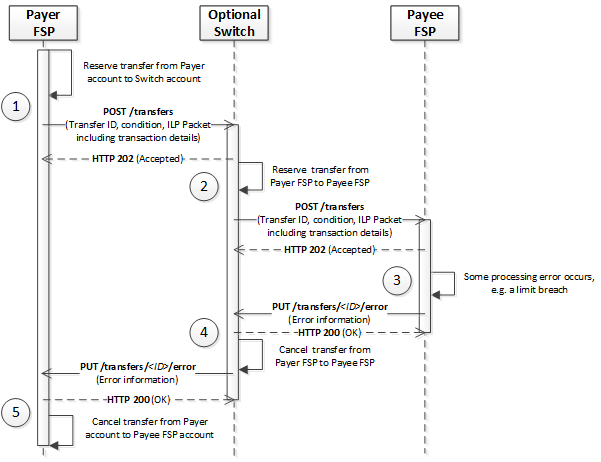 Payer
FSP
Optional
Switch
Payee
FSP
Reserve transfer from Payer
account to Switch account
1
POST /transfers
(Transfer ID, condition, ILP Packet
including transaction details)
HTTP 202 (Accepted)
2
Reserve transfer from
Payer FSP to Payee FSP
POST /transfers
(Transfer ID, condition, ILP Packet
including transaction details)
HTTP 202 (Accepted)
3
Some processing error occurs,
e.g. a limit breach
PUT /transfers/<ID>/error
(Error information)
4
HTTP 200 (OK)
Cancel transfer from
Payer FSP to Payee FSP
PUT /transfers/<ID>/error
(Error information)
HTTP 200 (OK)
5
Cancel transfer from Payer
account to Payee FSP account